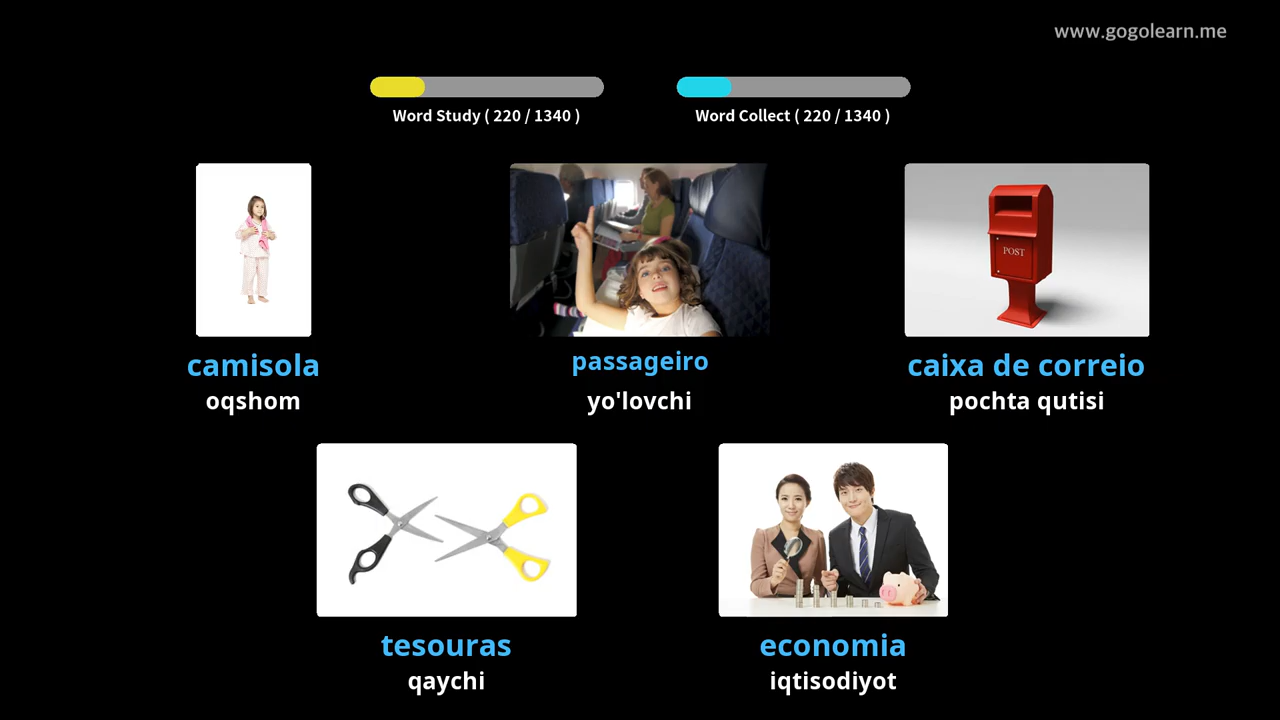 www.gogolearn.me
Word Study ( 220 / 1340 )
Word Collect ( 220 / 1340 )
POST
camisola
oqshom
passageiro
yo'lovchi
caixa de correio
pochta qutisi
tesouras
qaychi
economia
iqtisodiyot